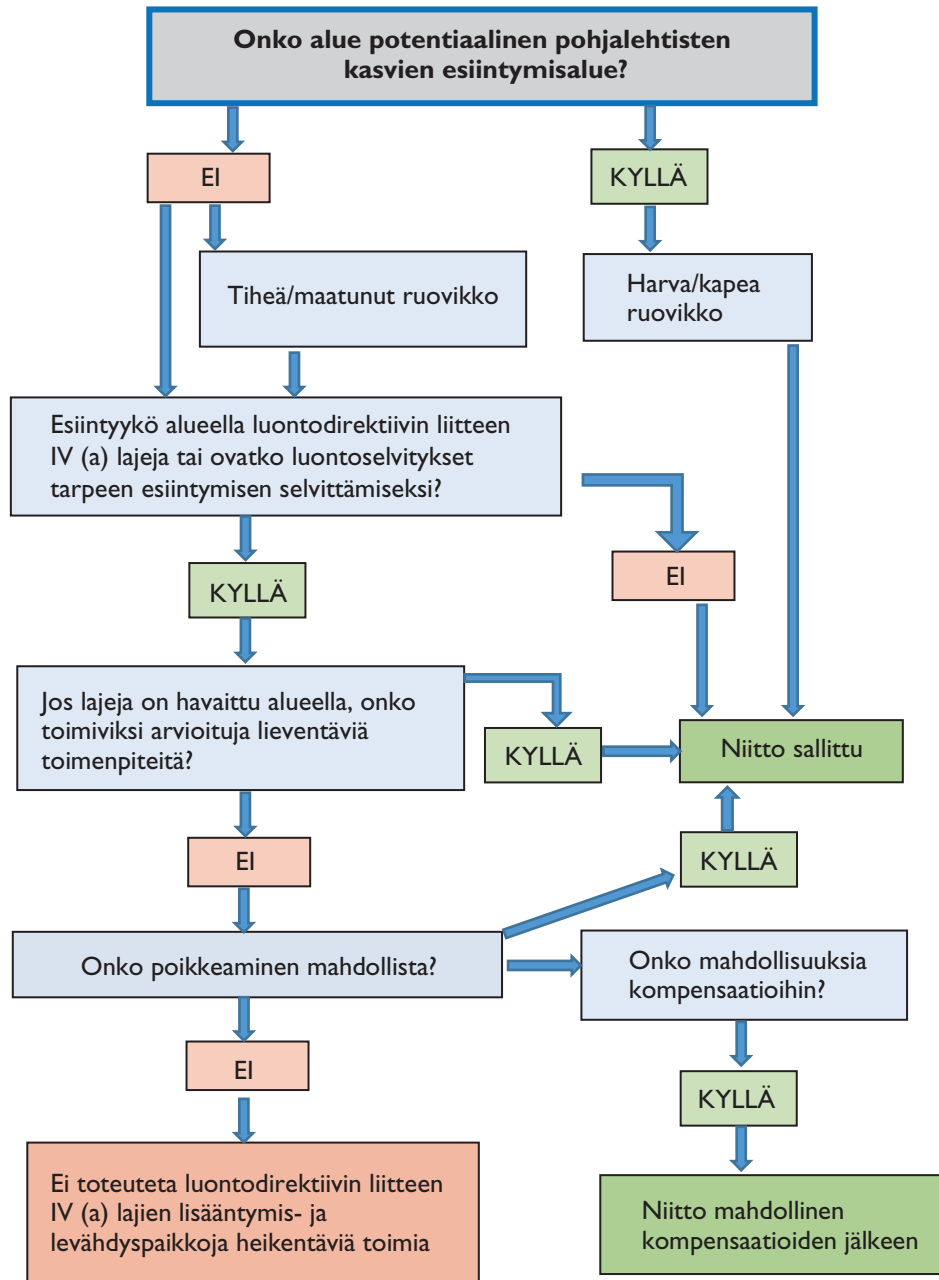 Onko alue potentiaalinen pohjalehtisten
kasvien esiintymisalue?
EI
KYLLÄ
Tiheä/maatunut ruovikko
Harva/kapea
ruovikko
Esiintyykö alueella luontodirektiivin liitteen
IV (a) lajeja tai ovatko luontoselvitykset
tarpeen esiintymisen selvittämiseksi?
EI
KYLLÄ
Jos lajeja on havaittu alueella, onko
toimiviksi arvioituja lieventäviä
toimenpiteitä?
KYLLÄ
Niitto sallittu
EI
KYLLÄ
Onko poikkeaminen mahdollista?
Onko mahdollisuuksia
kompensaatioihin?
EI
KYLLÄ
Ei toteuteta luontodirektiivin liitteen
IV (a) lajien lisääntymis- ja
levähdyspaikkoja heikentäviä toimia
Niitto mahdollinen
kompensaatioiden jälkeen